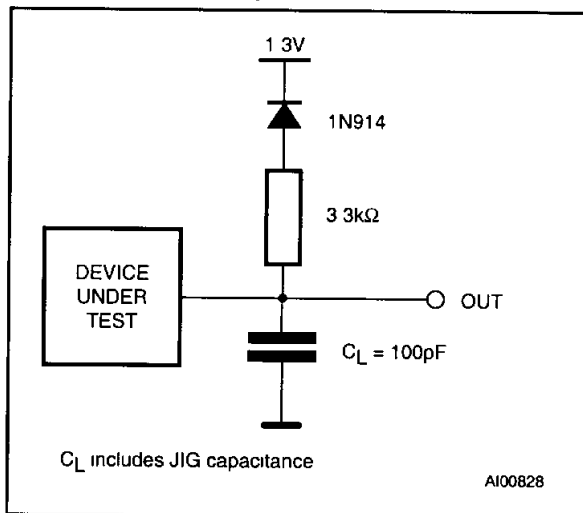 1 3V
1N914
3 3kΩ
DEVICE
UNDER
TEST
OUT
CL = 100pF
CL includes JIG capacitance
AI00828